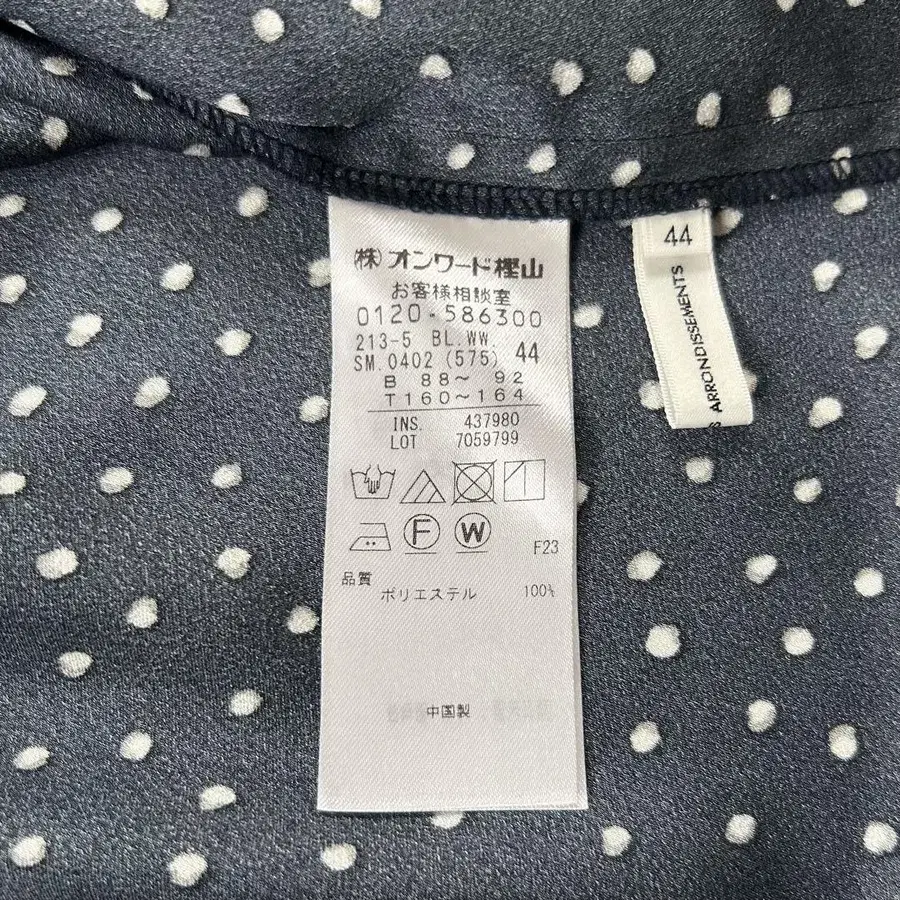 (株)オンワード樫山
お客様相談室
0120-586300
213-5 BL.WW.
SM.0402 (575) 44
B 88～ 92
T160～164
INS. 437980
LOT 7059799
F
W
F23
品質
ポリエステル 100%
中国製
44
ARRONDISSEMENTS